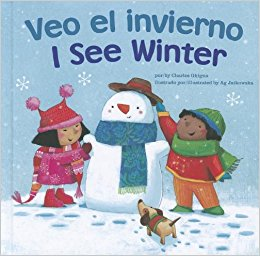 Veo el invierno
I See Winter
por/by Charles Ghigna
ilustrado por/illustrated by Ag Jatkowska